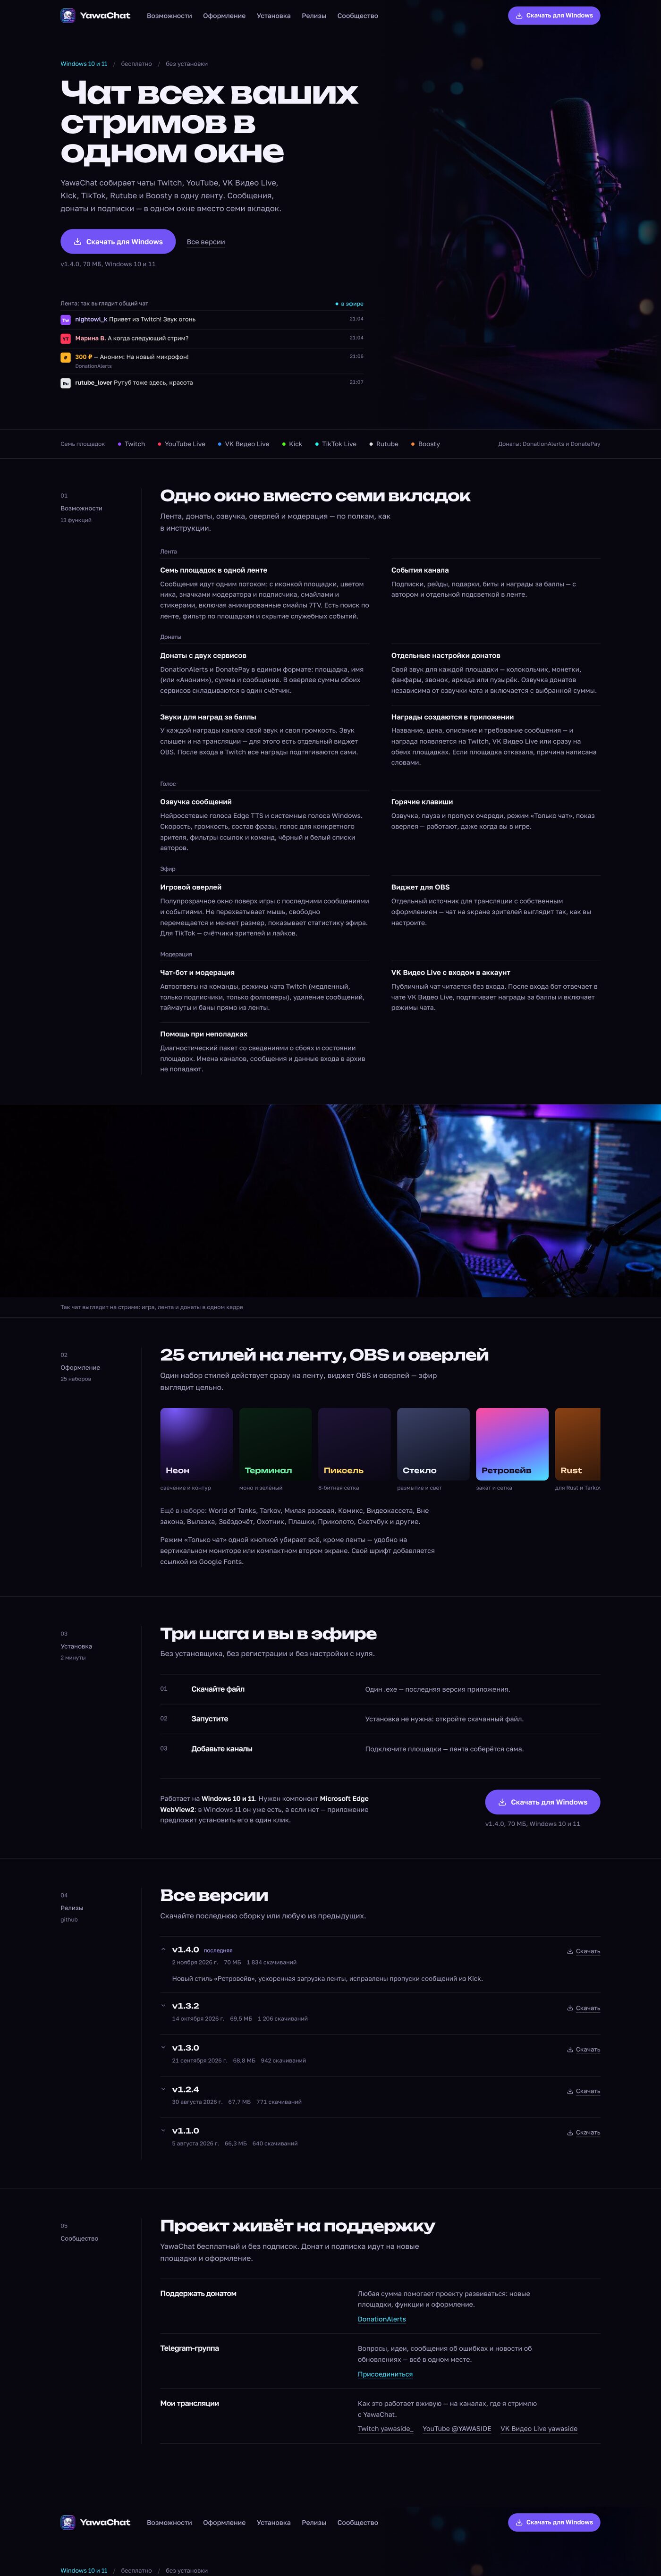 YawaChat Возможности Оформление Установка Релизы Сообщество Скачать для Windows
Windows 10 и 11 / бесплатно / без установки
Чат всех ваших
стримов в
одном окне
YawaChat собирает чаты Twitch, YouTube, VK Видео Live,
Kick, TikTok, Rutube и Boosty в одну ленту. Сообщения,
донаты и подписки — в одном окне вместо семи вкладок.
Скачать для Windows Все версии
v1.4.0, 70 МБ, Windows 10 и 11
Лента: так выглядит общий чат в эфире
Tw nightowl_k Привет из Twitch! Звук огонь 21:04
YT Марина В. А когда следующий стрим? 21:04
₽ 300 ₽ — Аноним: На новый микрофон! 21:06
DonationAlerts
Ru rutube_lover Рутуб тоже здесь, красота 21:07
Семь площадок Twitch YouTube Live VK Видео Live Kick TikTok Live Rutube Boosty Донаты: DonationAlerts и DonatePay
01
Возможности
13 функций
Одно окно вместо семи вкладок
Лента, донаты, озвучка, оверлей и модерация — по полкам, как
в инструкции.
Лента
Семь площадок в одной ленте
Сообщения идут одним потоком: с иконкой площадки, цветом
ника, значками модератора и подписчика, смайлами и
стикерами, включая анимированные смайлы 7TV. Есть поиск по
ленте, фильтр по площадкам и скрытие служебных событий.
События канала
Подписки, рейды, подарки, биты и награды за баллы — с
автором и отдельной подсветкой в ленте.
Донаты
Донаты с двух сервисов
DonationAlerts и DonatePay в едином формате: площадка, имя
(или «Аноним»), сумма и сообщение. В оверлее суммы обоих
сервисов складываются в один счётчик.
Отдельные настройки донатов
Свой звук для каждой площадки — колокольчик, монетки,
фанфары, звонок, аркада или пузырёк. Озвучка донатов
независима от озвучки чата и включается с выбранной суммы.
Звуки для наград за баллы
У каждой награды канала свой звук и своя громкость. Звук
слышен и на трансляции — для этого есть отдельный виджет
OBS. После входа в Twitch все награды подтягиваются сами.
Награды создаются в приложении
Название, цена, описание и требование сообщения — и
награда появляется на Twitch, VK Видео Live или сразу на
обеих площадках. Если площадка отказала, причина написана
словами.
Голос
Озвучка сообщений
Нейросетевые голоса Edge TTS и системные голоса Windows.
Скорость, громкость, состав фразы, голос для конкретного
зрителя, фильтры ссылок и команд, чёрный и белый списки
авторов.
Горячие клавиши
Озвучка, пауза и пропуск очереди, режим «Только чат», показ
оверлея — работают, даже когда вы в игре.
Эфир
Игровой оверлей
Полупрозрачное окно поверх игры с последними сообщениями
и событиями. Не перехватывает мышь, свободно
перемещается и меняет размер, показывает статистику эфира.
Для TikTok — счётчики зрителей и лайков.
Виджет для OBS
Отдельный источник для трансляции с собственным
оформлением — чат на экране зрителей выглядит так, как вы
настроите.
Модерация
Чат-бот и модерация
Автоответы на команды, режимы чата Twitch (медленный,
только подписчики, только фолловеры), удаление сообщений,
таймауты и баны прямо из ленты.
VK Видео Live с входом в аккаунт
Публичный чат читается без входа. После входа бот отвечает в
чате VK Видео Live, подтягивает награды за баллы и включает
режимы чата.
Помощь при неполадках
Диагностический пакет со сведениями о сбоях и состоянии
площадок. Имена каналов, сообщения и данные входа в архив
не попадают.
Так чат выглядит на стриме: игра, лента и донаты в одном кадре
02
Оформление
25 наборов
25 стилей на ленту, OBS и оверлей
Один набор стилей действует сразу на ленту, виджет OBS и оверлей — эфир
выглядит цельно.
Неон Терминал Пиксель Стекло Ретровейв Rust
свечение и контур моно и зелёный 8-битная сетка размытие и свет закат и сетка для Rust и Tarkov
Ещё в наборе: World of Tanks, Tarkov, Милая розовая, Комикс, Видеокассета, Вне
закона, Вылазка, Звёздочёт, Охотник, Плашки, Приколото, Скетчбук и другие.
Режим «Только чат» одной кнопкой убирает всё, кроме ленты — удобно на
вертикальном мониторе или компактном втором экране. Свой шрифт добавляется
ссылкой из Google Fonts.
03
Установка
2 минуты
Три шага и вы в эфире
Без установщика, без регистрации и без настройки с нуля.
01 Скачайте файл Один .exe — последняя версия приложения.
02 Запустите Установка не нужна: откройте скачанный файл.
03 Добавьте каналы Подключите площадки — лента соберётся сама.
Работает на Windows 10 и 11. Нужен компонент Microsoft Edge
WebView2: в Windows 11 он уже есть, а если нет — приложение
предложит установить его в один клик.
Скачать для Windows
v1.4.0, 70 МБ, Windows 10 и 11
04
Релизы
github
Все версии
Скачайте последнюю сборку или любую из предыдущих.
v1.4.0 последняя Скачать
2 ноября 2026 г. 70 МБ 1 834 скачиваний
Новый стиль «Ретровейв», ускоренная загрузка ленты, исправлены пропуски сообщений из Kick.
v1.3.2 Скачать
14 октября 2026 г. 69,5 МБ 1 206 скачиваний
v1.3.0 Скачать
21 сентября 2026 г. 68,8 МБ 942 скачиваний
v1.2.4 Скачать
30 августа 2026 г. 67,7 МБ 771 скачиваний
v1.1.0 Скачать
5 августа 2026 г. 66,3 МБ 640 скачиваний
05
Сообщество
Проект живёт на поддержку
YawaChat бесплатный и без подписок. Донат и подписка идут на новые
площадки и оформление.
Поддержать донатом
Любая сумма помогает проекту развиваться: новые
площадки, функции и оформление.
DonationAlerts
Telegram-группа
Вопросы, идеи, сообщения об ошибках и новости об
обновлениях — всё в одном месте.
Присоединиться
Мои трансляции
Как это работает вживую — на каналах, где я стримлю
с YawaChat.
Twitch yawaside_ YouTube @YAWASIDE VK Видео Live yawaside
YawaChat Возможности Оформление Установка Релизы Сообщество Скачать для Windows
Windows 10 и 11 / бесплатно / без установки